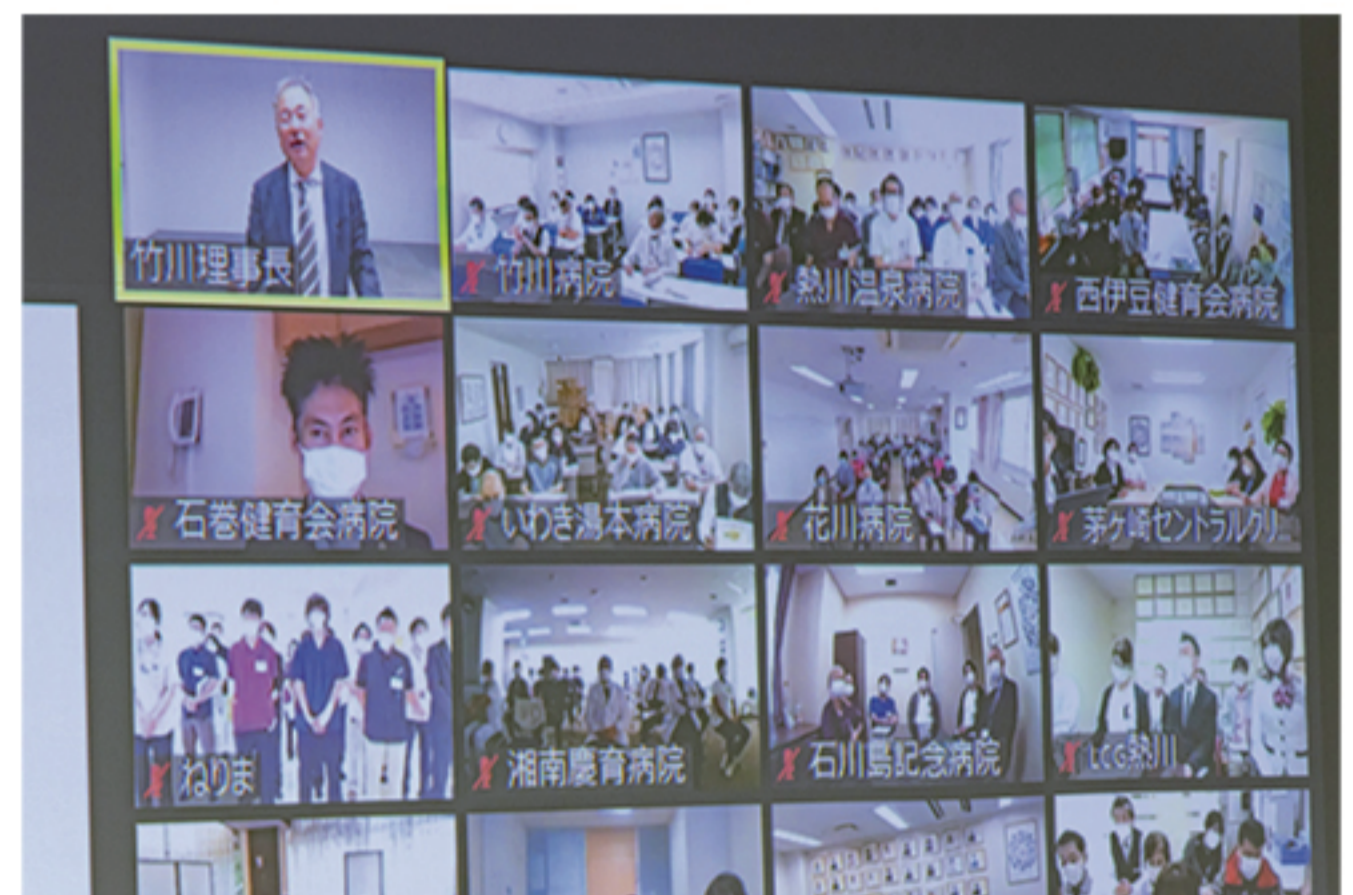 竹川理事長
竹川病院
熱川温泉病院
西伊豆健育会病院
石巻健育会病院
いわき湯本病院
花川病院
茅ケ崎セントラルクリ
ねりま
湘南慶育病院
石川島記念病院
LCG熱川